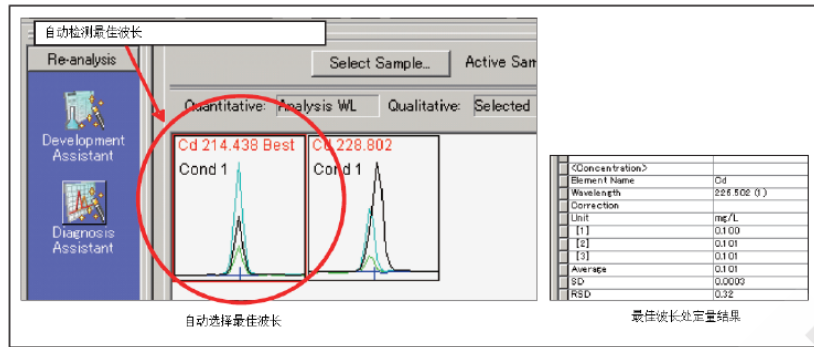 自动检测最佳波长
Re-analysis
Select Sample...
Active Sam
Quantitative: Analysis WL Qualitative: Selected
Development
Assistant
Diagnosis
Assistant
Cd 214.438 Best
Cond 1
Cd 228.802
Cond 1
自动选择最佳波长
<Concentration>
Element Name Cd
Wavelength 226.502 (1)
Correction
Unit mg/L
[1] 0.100
[2] 0.101
[3] 0.101
Average 0.101
SD 0.0003
RSD 0.32
最佳波长处定量结果